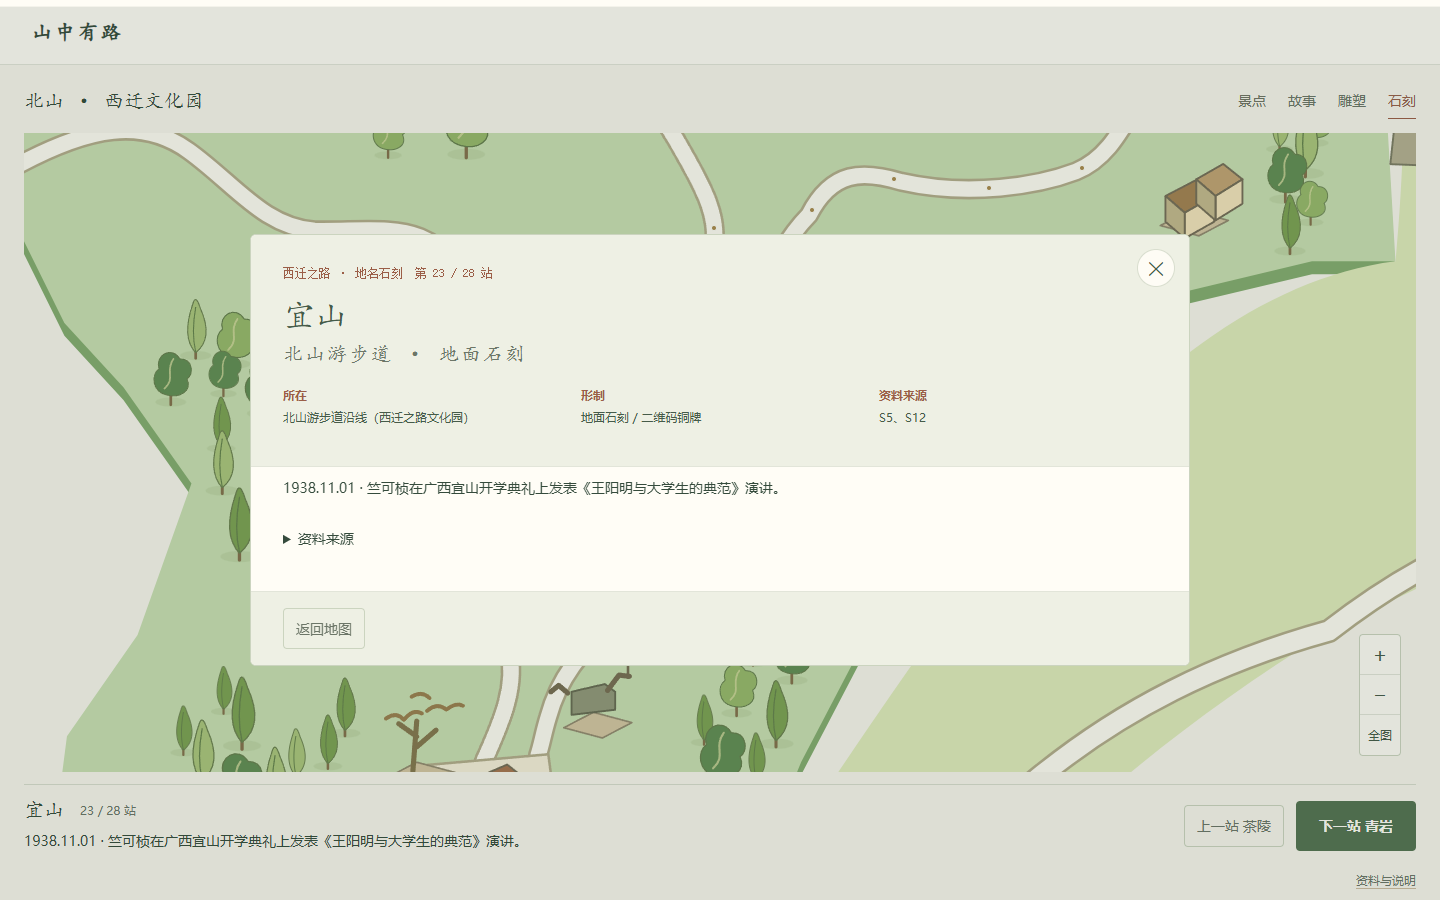 山中有路
北山 • 西迁文化园
景点 故事 雕塑 石刻
西迁之路 · 地名石刻 第 23 / 28 站
宜山
北山游步道 • 地面石刻
所在 形制 资料来源
北山游步道沿线（西迁之路文化园） 地面石刻 / 二维码铜牌 S5、S12
1938.11.01 · 竺可桢在广西宜山开学典礼上发表《王阳明与大学生的典范》演讲。
▶ 资料来源
返回地图
+
−
全图
宜山 23 / 28 站
1938.11.01 · 竺可桢在广西宜山开学典礼上发表《王阳明与大学生的典范》演讲。
上一站 茶陵 下一站 青岩
资料与说明